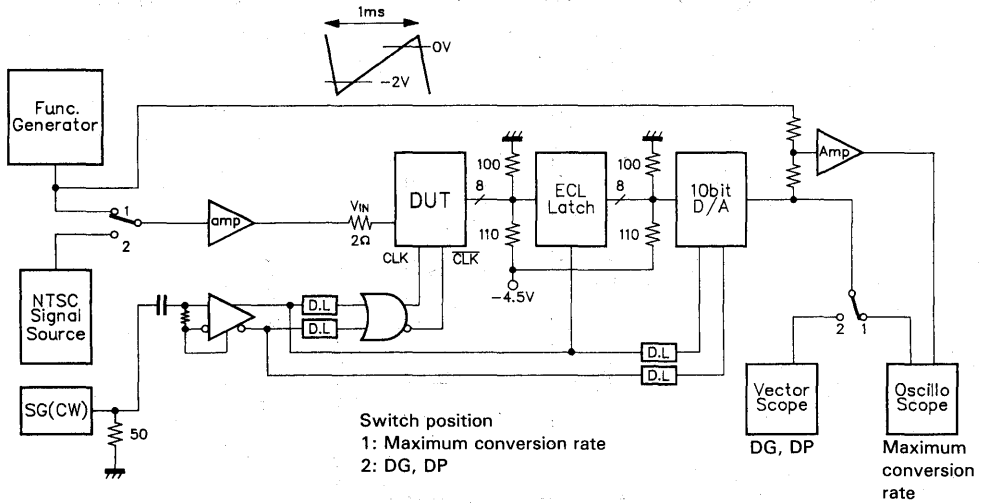 1ms
0V
−2V
Func.
Generator
1
2
NTSC
Signal
Source
SG(CW)
50
amp
VIN
2Ω
DUT
CLK
CLK
8
100
110
−4.5V
ECL
Latch
8
100
110
10bit
D/A
Amp
D.L
D.L
D.L
D.L
2
1
Vector
Scope
Oscillo
Scope
DG, DP
Maximum
conversion
rate
Switch position
1: Maximum conversion rate
2: DG, DP